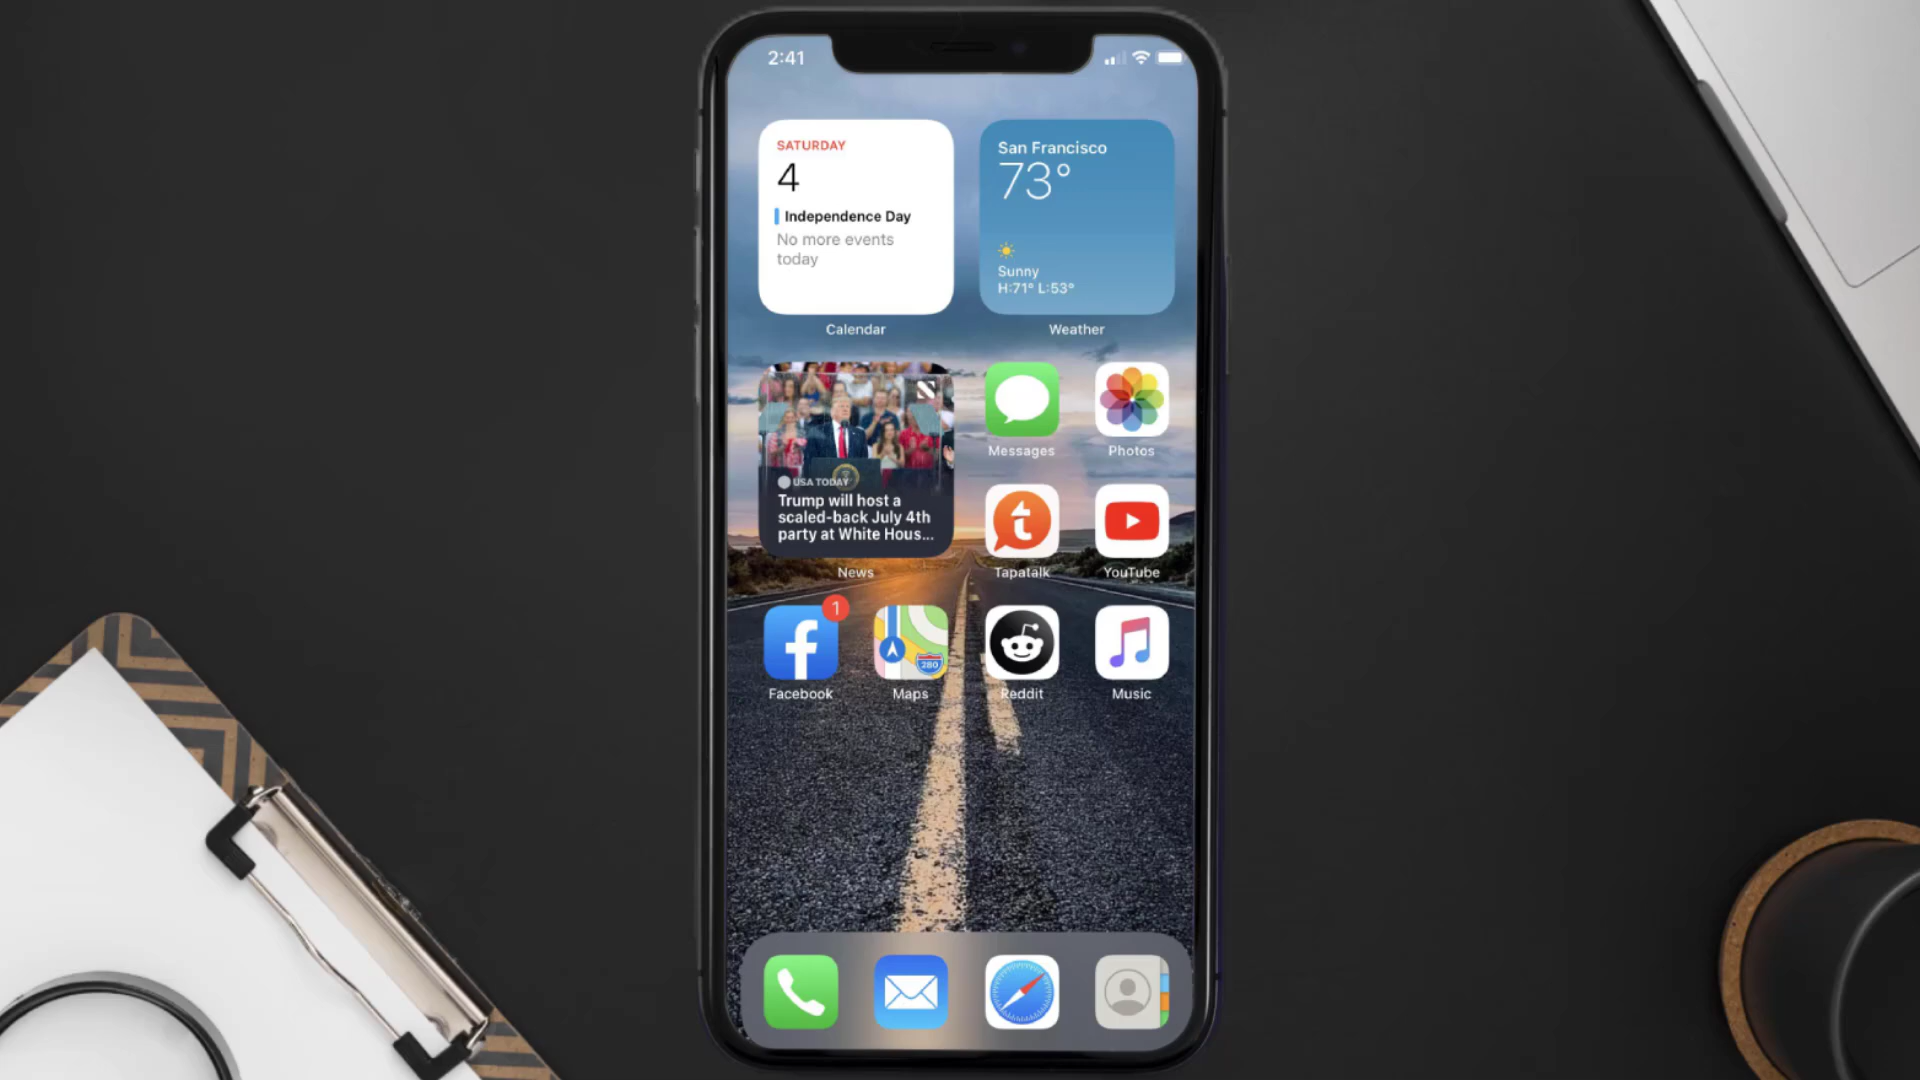 2:41
SATURDAY
4
Independence Day
No more events
today
Calendar
San Francisco
73°
Sunny
H:71° L:53°
Weather
USA TODAY
Trump will host a
scaled-back July 4th
party at White Hous...
News
Messages
Photos
Tapatalk
YouTube
1
Facebook
280
Maps
Reddit
Music